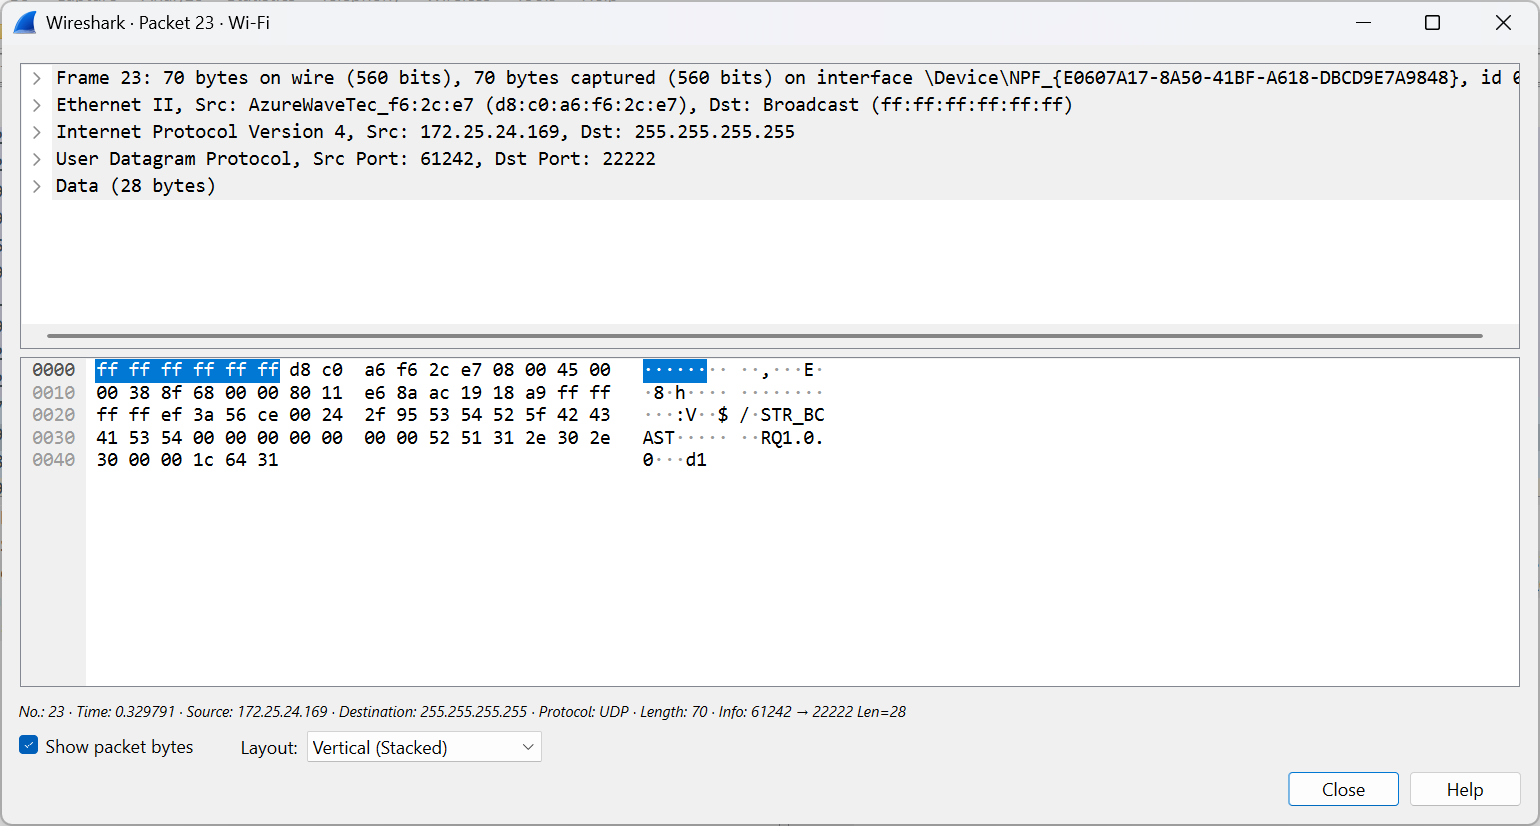 Wireshark · Packet 23 · Wi-Fi
Frame 23: 70 bytes on wire (560 bits), 70 bytes captured (560 bits) on interface \Device\NPF_{E0607A17-8A50-41BF-A618-DBCD9E7A9848}, id
Ethernet II, Src: AzureWaveTec_f6:2c:e7 (d8:c0:a6:f6:2c:e7), Dst: Broadcast (ff:ff:ff:ff:ff:ff)
Internet Protocol Version 4, Src: 172.25.24.169, Dst: 255.255.255.255
User Datagram Protocol, Src Port: 61242, Dst Port: 22222
Data (28 bytes)
0000 ff ff ff ff ff ff d8 c0 a6 f6 2c e7 08 00 45 00 ········ ··,···E·
0010 00 38 8f 68 00 00 80 11 e6 8a ac 19 18 a9 ff ff ·8·h···· ········
0020 ff ff ef 3a 56 ce 00 24 2f 95 53 54 52 5f 42 43 ···:V··$ /·STR_BC
0030 41 53 54 00 00 00 00 00 00 00 52 51 31 2e 30 2e AST····· ··RQ1.0.
0040 30 00 00 1c 64 31 0···d1
No.: 23 · Time: 0.329791 · Source: 172.25.24.169 · Destination: 255.255.255.255 · Protocol: UDP · Length: 70 · Info: 61242 → 22222 Len=28
Show packet bytes Layout: Vertical (Stacked)
Close Help